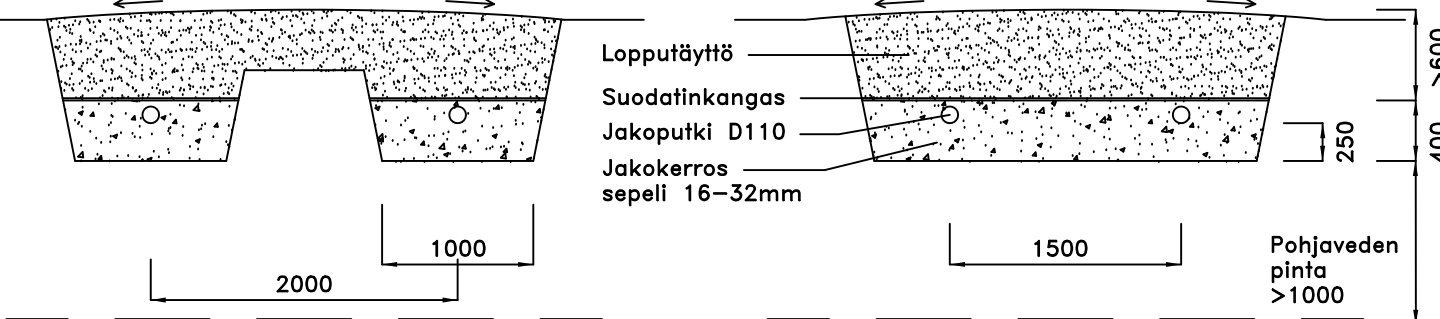 Lopputäyttö
Suodatinkangas
Jakoputki D110
Jakokerros
sepeli 16-32mm
1000
2000
1500
>600
400
250
Pohjaveden
pinta
>1000